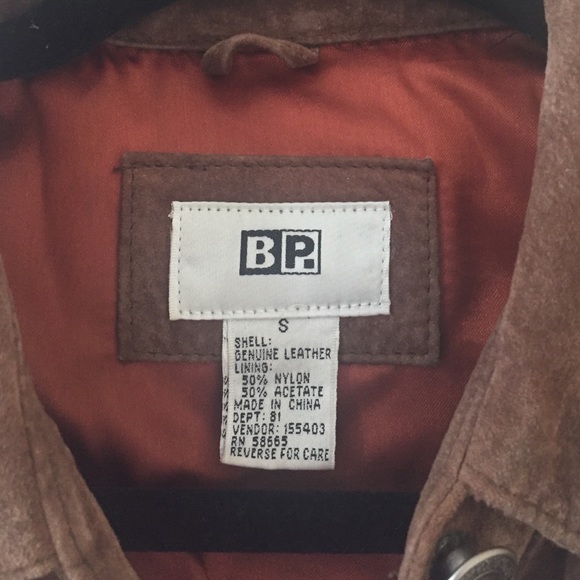 BP.
S
SHELL:
GENUINE LEATHER
LINING:
50% NYLON
50% ACETATE
MADE IN CHINA
DEPT: 81
VENDOR: 155403
RN 58665
REVERSE FOR CARE